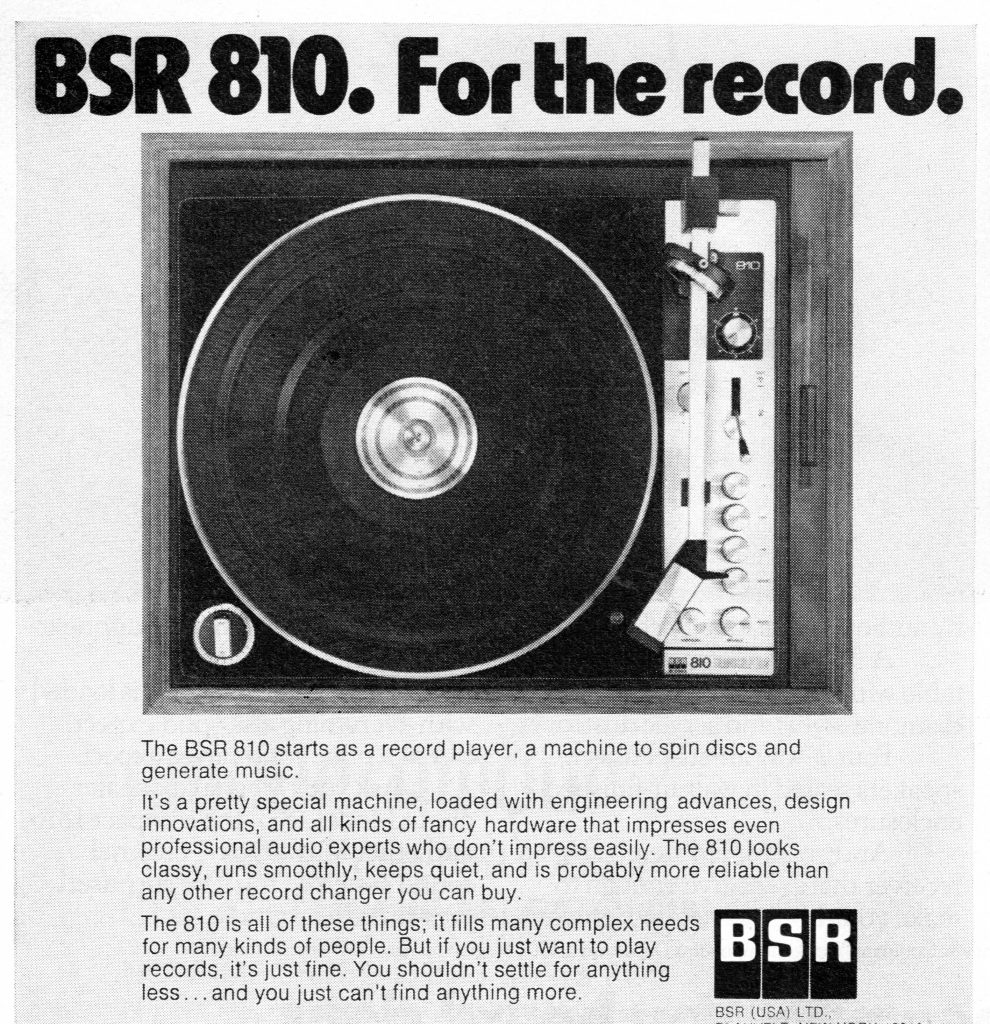 BSR 810. For the record.
810
810
The BSR 810 starts as a record player, a machine to spin discs and
generate music.
It's a pretty special machine, loaded with engineering advances, design
innovations, and all kinds of fancy hardware that impresses even
professional audio experts who don't impress easily. The 810 looks
classy, runs smoothly, keeps quiet, and is probably more reliable than
any other record changer you can buy.
The 810 is all of these things; it fills many complex needs
for many kinds of people. But if you just want to play
records, it's just fine. You shouldn't settle for anything
less...and you just can't find anything more.
BSR
BSR (USA) LTD.,